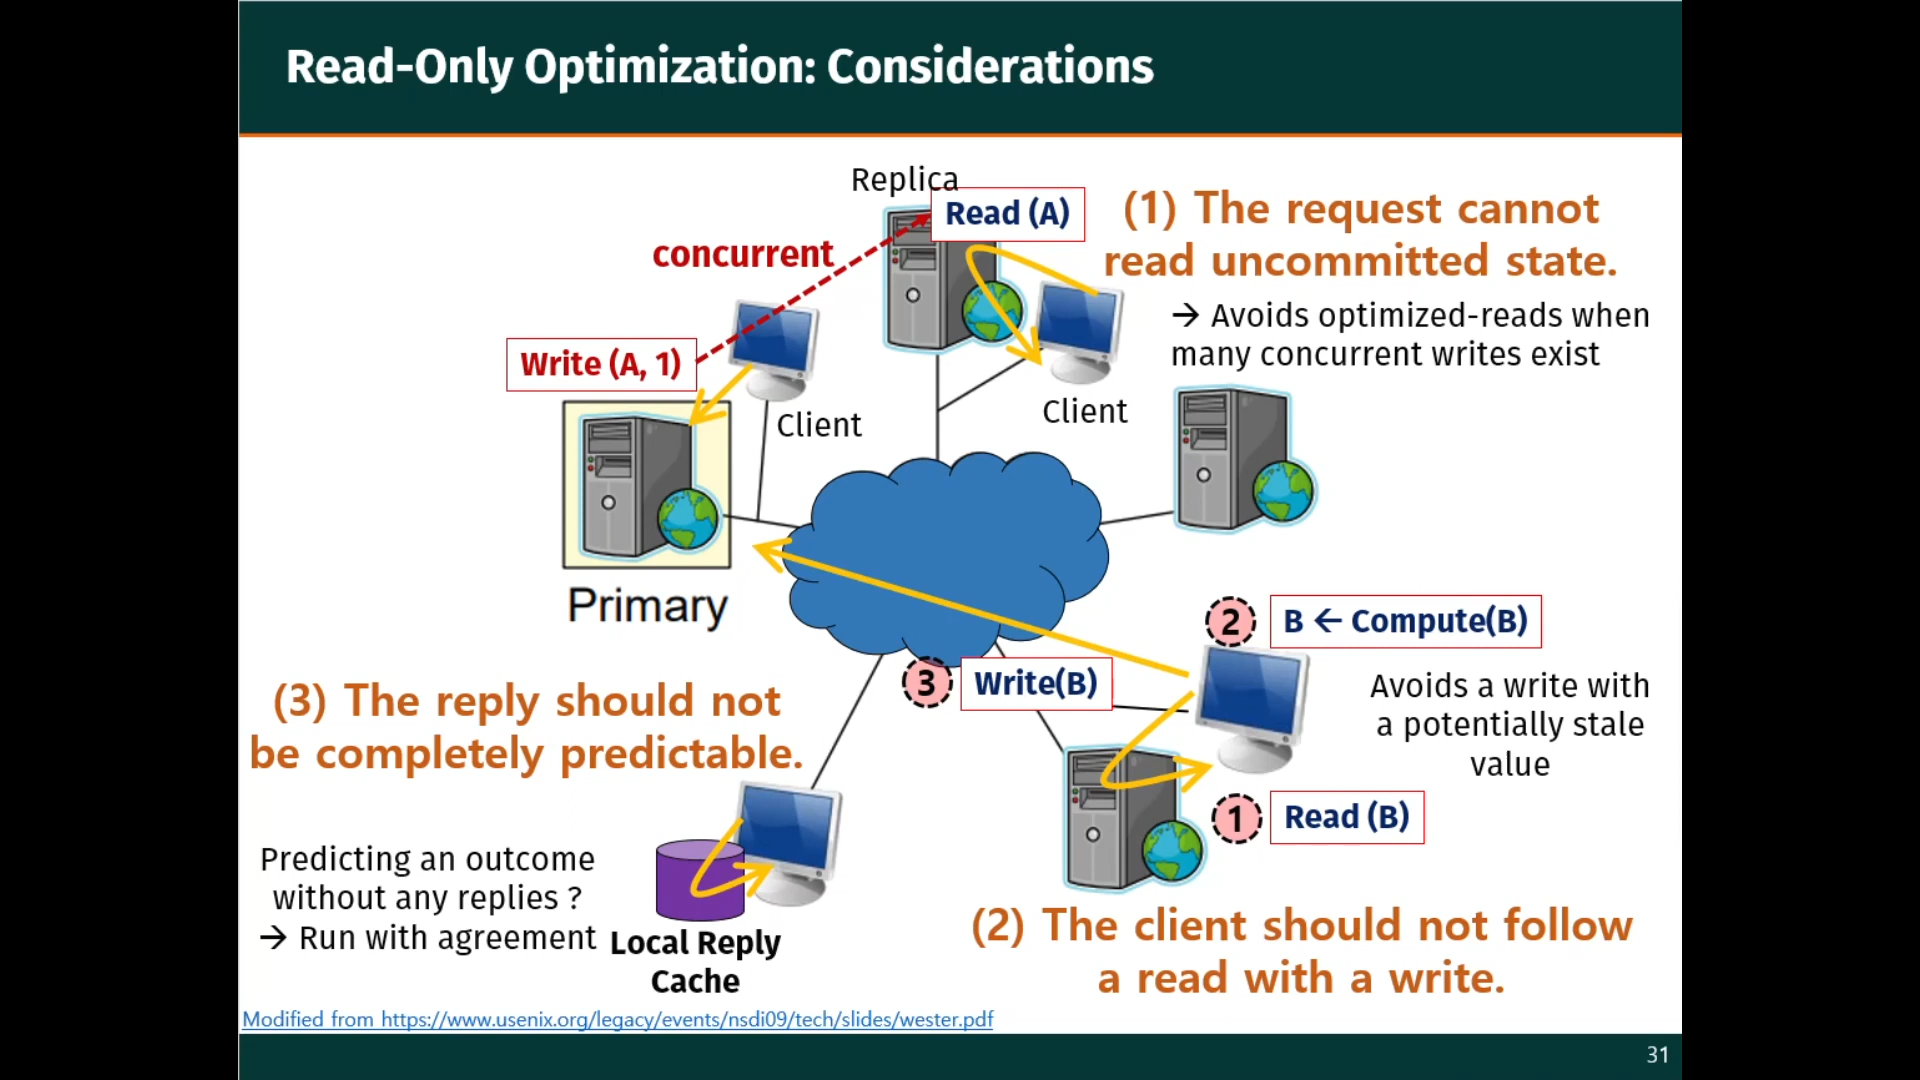 Read-Only Optimization: Considerations
Replica
Read (A)
(1) The request cannot
read uncommitted state.
→ Avoids optimized-reads when
many concurrent writes exist
concurrent
Write (A, 1)
Client
Client
Primary
2
B ← Compute(B)
3
Write(B)
Avoids a write with
a potentially stale
value
1
Read (B)
(2) The client should not follow
a read with a write.
(3) The reply should not
be completely predictable.
Predicting an outcome
without any replies ?
→ Run with agreement
Local Reply
Cache
Modified from https://www.usenix.org/legacy/events/nsdi09/tech/slides/wester.pdf
31